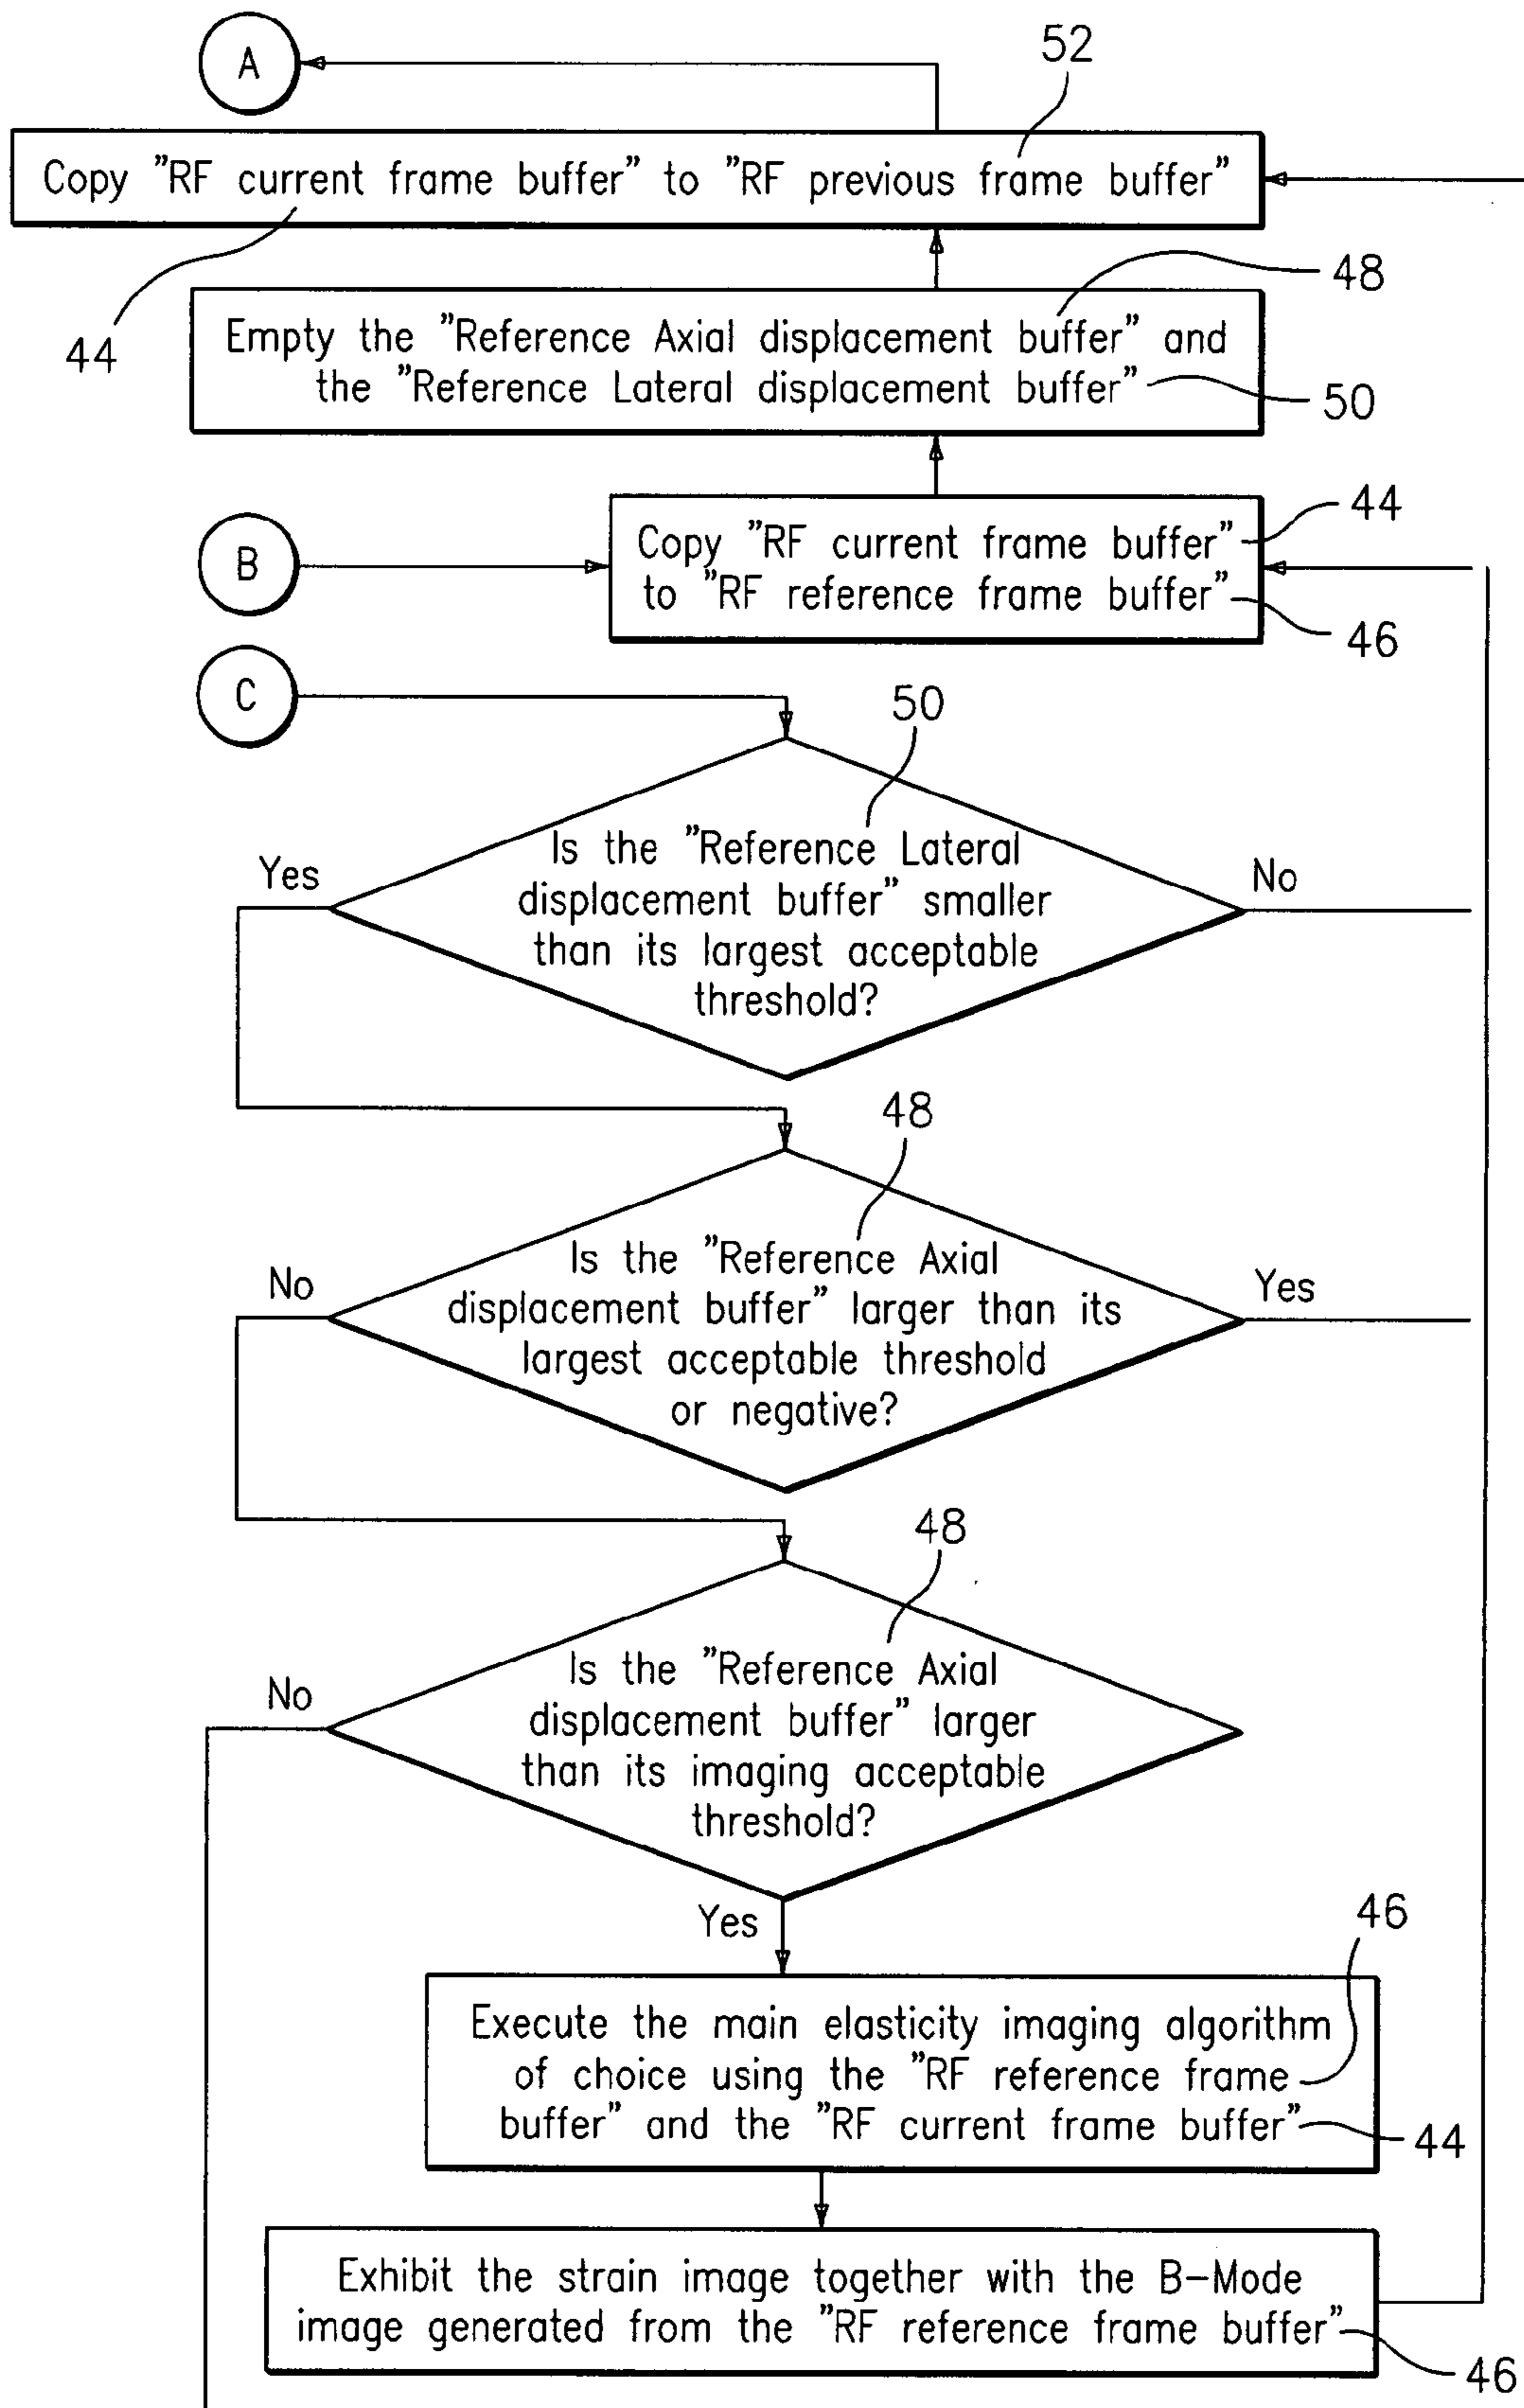 52
A
Copy "RF current frame buffer" to "RF previous frame buffer"
44
48
Empty the "Reference Axial displacement buffer" and
the "Reference Lateral displacement buffer"
50
44
B
Copy "RF current frame buffer"
to "RF reference frame buffer"
46
C
50
Is the "Reference Lateral
displacement buffer" smaller
than its largest acceptable
threshold?
Yes
No
48
Is the "Reference Axial
displacement buffer" larger than its
largest acceptable threshold
or negative?
No
Yes
48
Is the "Reference Axial
displacement buffer" larger
than its imaging acceptable
threshold?
No
Yes
46
Execute the main elasticity imaging algorithm
of choice using the "RF reference frame
buffer" and the "RF current frame buffer"
44
Exhibit the strain image together with the B-Mode
image generated from the "RF reference frame buffer"
46